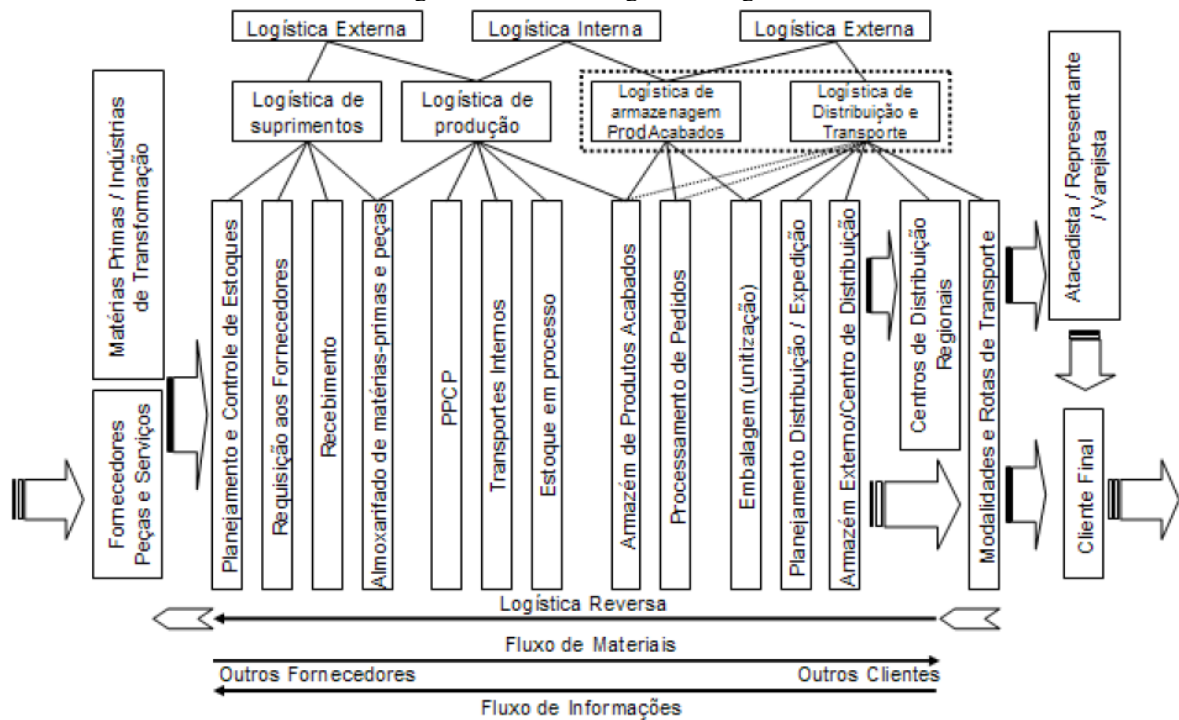 Logística Externa
Logística Interna
Logística Externa
Logística de
suprimentos
Logística de
produção
Logística de
armazenagem
Prod Acabados
Logística de
Distribuição e
Transporte
Matérias Primas / Indústrias
de Transformação
Fornecedores
Peças e Serviços
Planejamento e Controle de Estoques
Requisição aos Fornecedores
Recebimento
Almoxarifado de matérias-primas e peças
PPCP
Transportes Internos
Estoque em processo
Armazém de Produtos Acabados
Processamento de Pedidos
Embalagem (unitização)
Planejamento Distribuição / Expedição
Armazém Externo/Centro de Distribuição
Centros de Distribuição
Regionais
Modalidades e Rotas de Transporte
Atacadista / Representante
/ Varejista
Cliente Final
Logística Reversa
Fluxo de Materiais
Outros Fornecedores
Outros Clientes
Fluxo de Informações